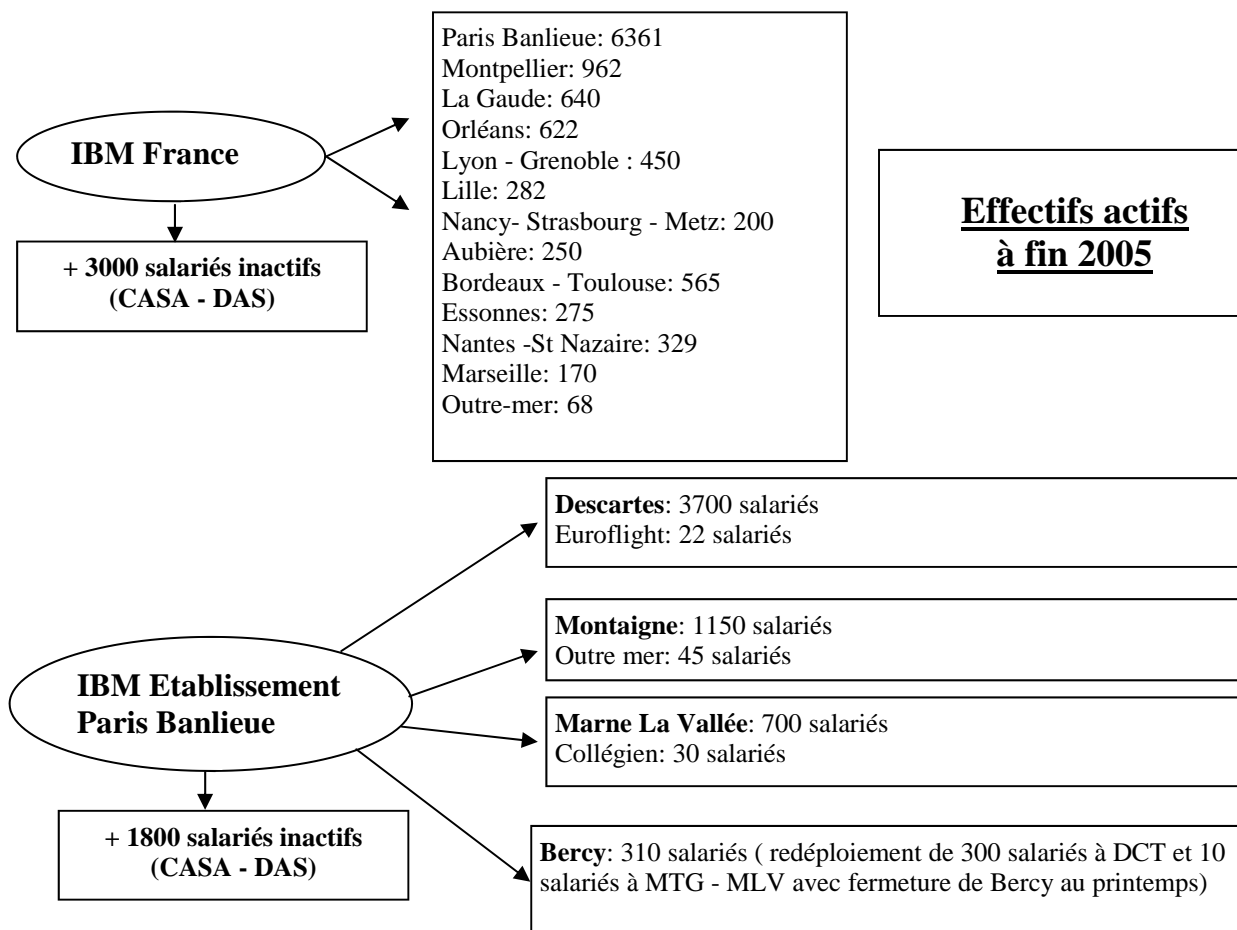 IBM France
+ 3000 salariés inactifs
(CASA - DAS)
Paris Banlieue: 6361
Montpellier: 962
La Gaude: 640
Orléans: 622
Lyon - Grenoble : 450
Lille: 282
Nancy- Strasbourg - Metz: 200
Aubière: 250
Bordeaux - Toulouse: 565
Essonnes: 275
Nantes -St Nazaire: 329
Marseille: 170
Outre-mer: 68
Effectifs actifs
à fin 2005
IBM Etablissement
Paris Banlieue
+ 1800 salariés inactifs
(CASA - DAS)
Descartes: 3700 salariés
Euroflight: 22 salariés
Montaigne: 1150 salariés
Outre mer: 45 salariés
Marne La Vallée: 700 salariés
Collégien: 30 salariés
Bercy: 310 salariés ( redéploiement de 300 salariés à DCT et 10
salariés à MTG - MLV avec fermeture de Bercy au printemps)